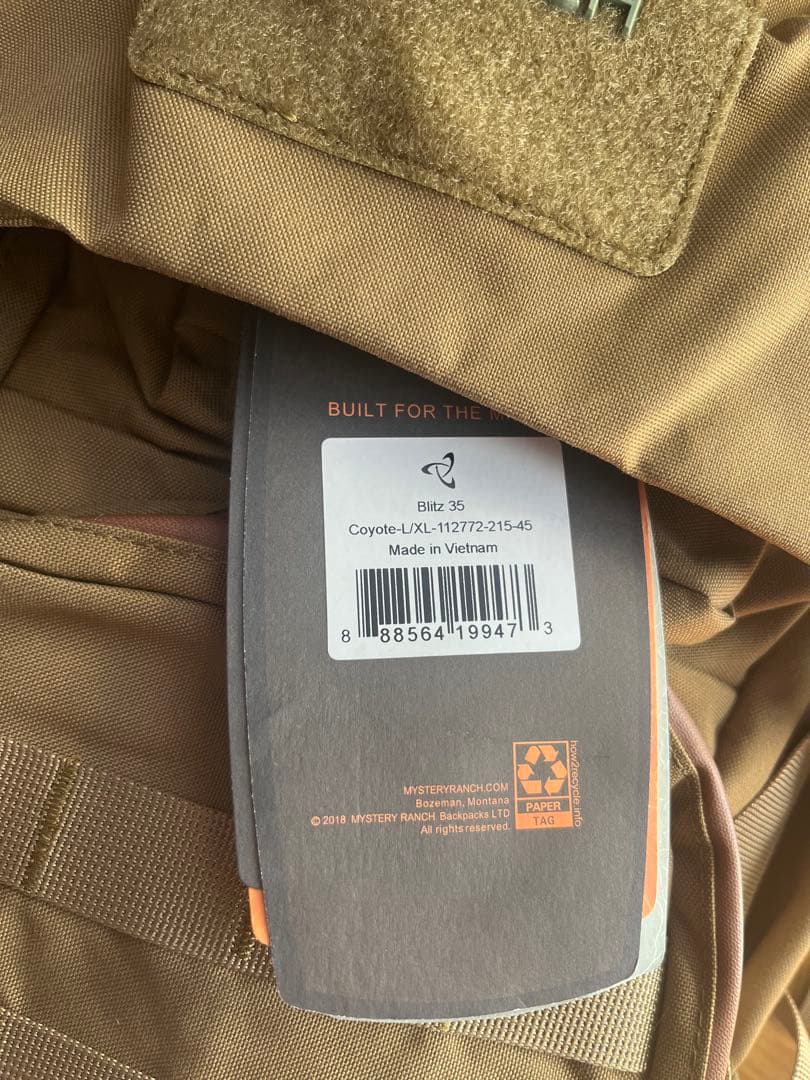 BUILT FOR THE
Blitz 35
Coyote-L/XL-112772-215-45
Made in Vietnam
8 88564 19947 3
how2recycle.info
PAPER
TAG
MYSTERYRANCH.COM
Bozeman, Montana
© 2018 MYSTERY RANCH Backpacks LTD
All rights reserved.